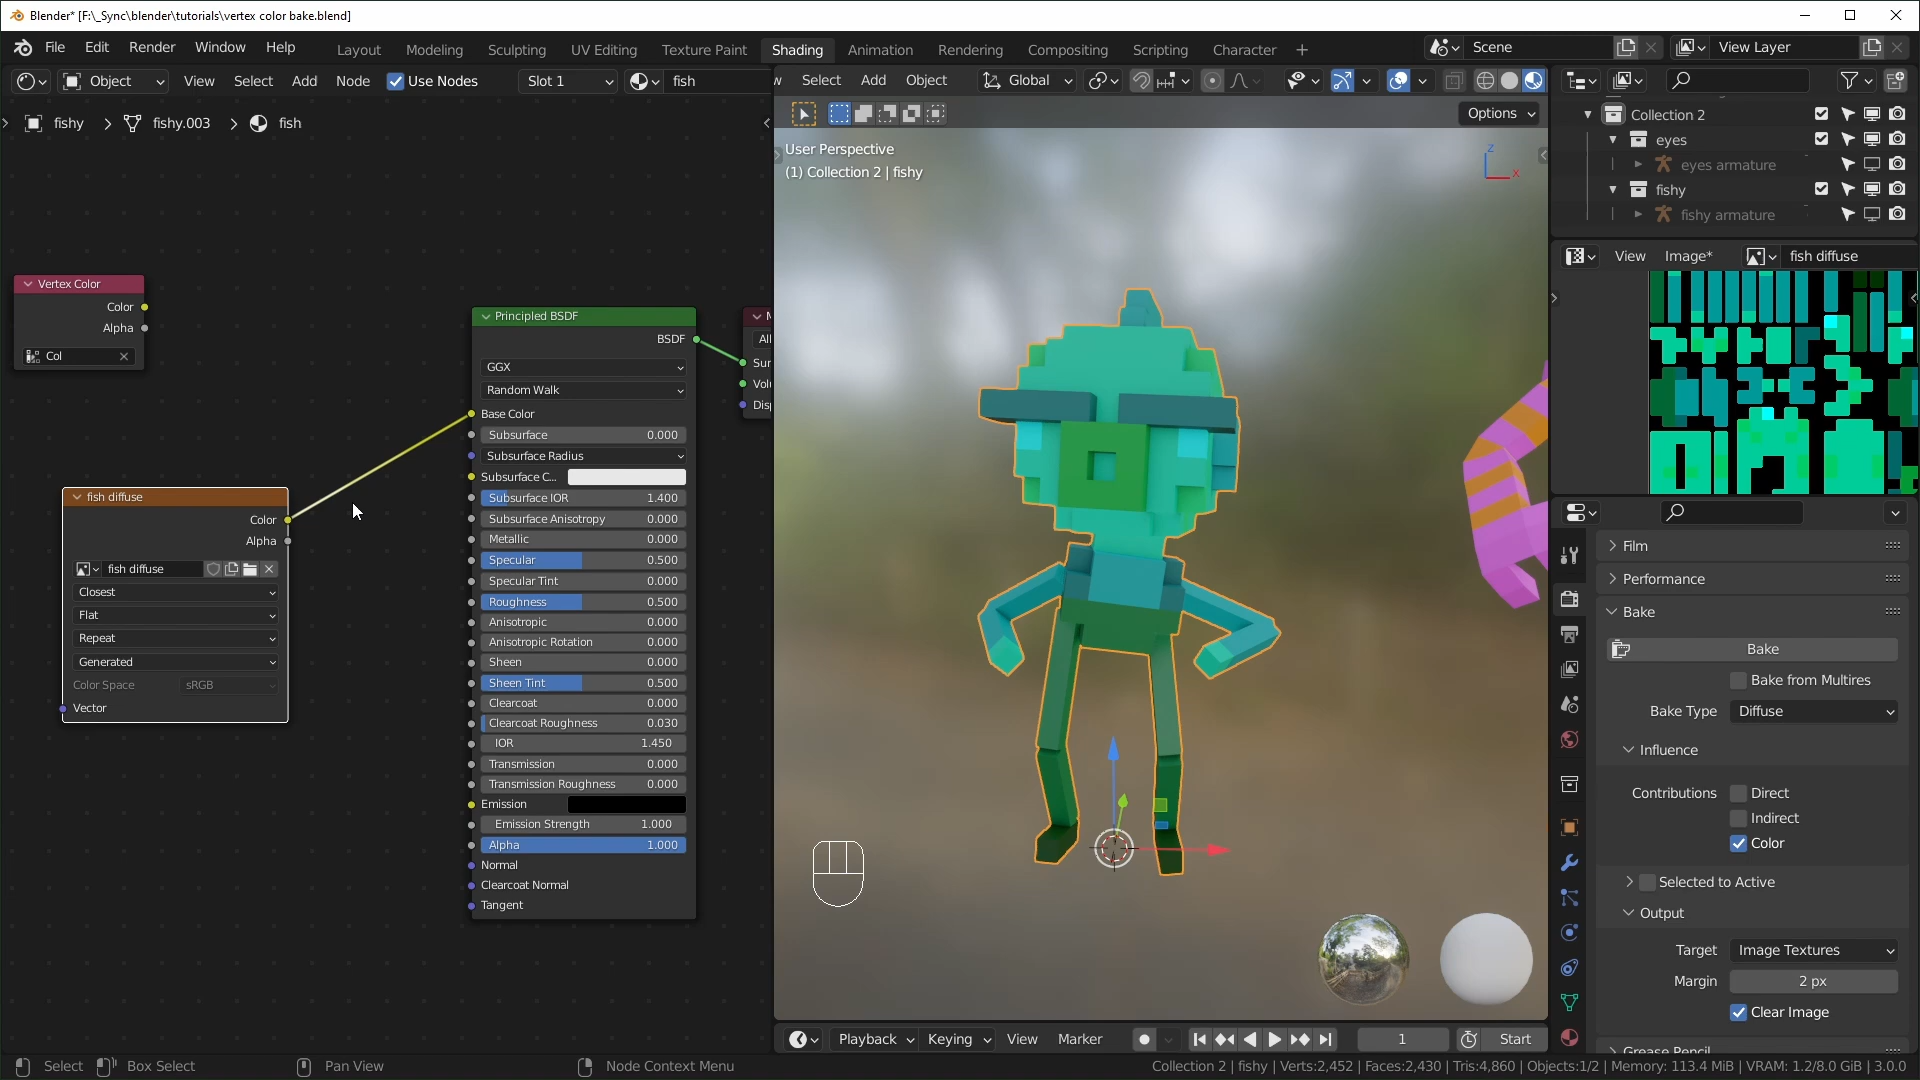 Blender* [F:\_Sync\blender\tutorials\vertex color bake.blend]
File Edit Render Window Help
Layout Modeling Sculpting UV Editing Texture Paint Shading Animation Rendering Compositing Scripting Character +
Scene
View Layer
Object View Select Add Node Use Nodes Slot 1 fish
w Select Add Object Global
fishy > fishy.003 > fish
Options
User Perspective
(1) Collection 2 | fishy
Z
X
Collection 2
eyes
eyes armature
fishy
fishy armature
View Image* fish diffuse
Vertex Color
Color
Alpha
Col
fish diffuse
Color
Alpha
fish diffuse
Closest
Flat
Repeat
Generated
Color Space sRGB
Vector
Principled BSDF
BSDF
GGX
Random Walk
Base Color
Subsurface 0.000
Subsurface Radius
Subsurface C...
Subsurface IOR 1.400
Subsurface Anisotropy 0.000
Metallic 0.000
Specular 0.500
Specular Tint 0.000
Roughness 0.500
Anisotropic 0.000
Anisotropic Rotation 0.000
Sheen 0.000
Sheen Tint 0.500
Clearcoat 0.000
Clearcoat Roughness 0.030
IOR 1.450
Transmission 0.000
Transmission Roughness 0.000
Emission
Emission Strength 1.000
Alpha 1.000
Normal
Clearcoat Normal
Tangent
M
All
Sur
Vol
Disp
Film
Performance
Bake
Bake
Bake from Multires
Bake Type Diffuse
Influence
Contributions Direct
Indirect
Color
Selected to Active
Output
Target Image Textures
Margin 2 px
Clear Image
Grease Pencil
Playback Keying View Marker 1 Start
Select Box Select Pan View Node Context Menu
Collection 2 | fishy | Verts:2,452 | Faces:2,430 | Tris:4,860 | Objects:1/2 | Memory: 113.4 MiB | VRAM: 1.2/8.0 GiB | 3.0.0